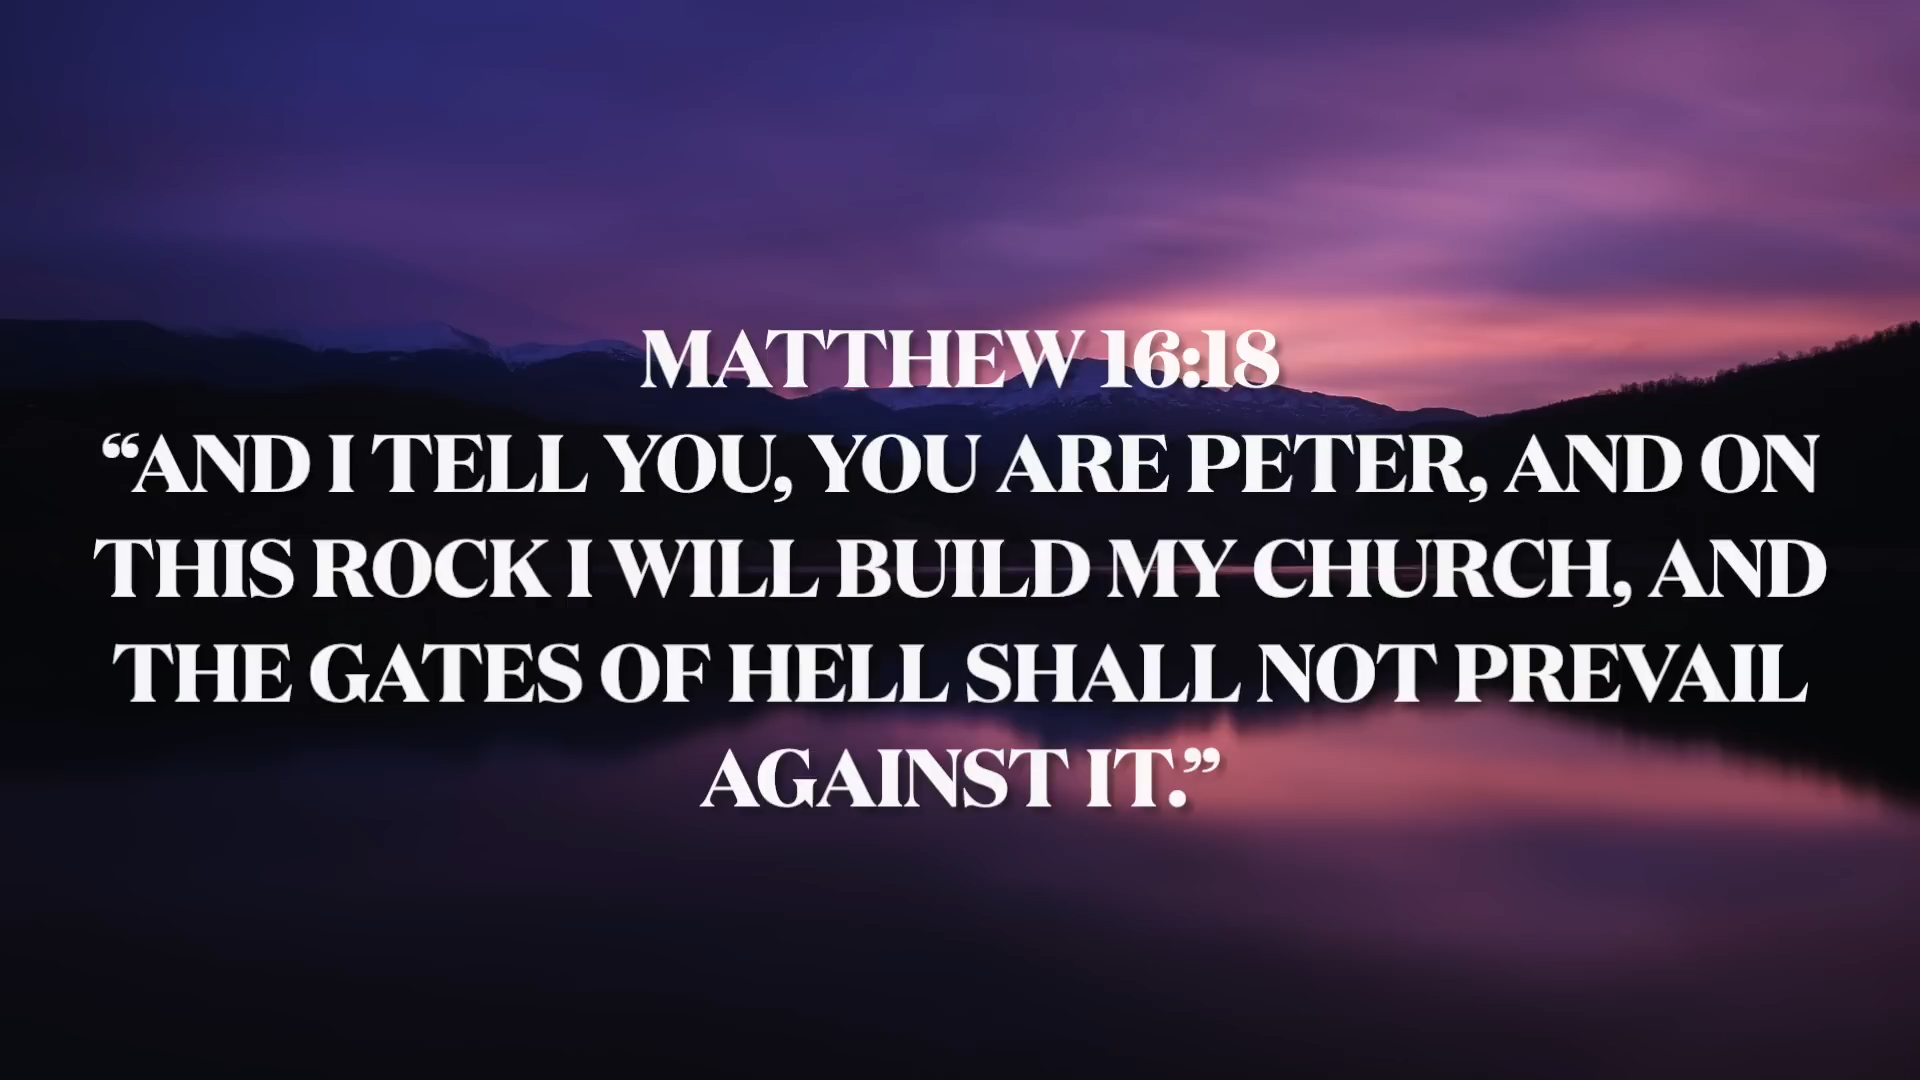 MATTHEW 16:18
“AND I TELL YOU, YOU ARE PETER, AND ON
THIS ROCK I WILL BUILD MY CHURCH, AND
THE GATES OF HELL SHALL NOT PREVAIL
AGAINST IT.”